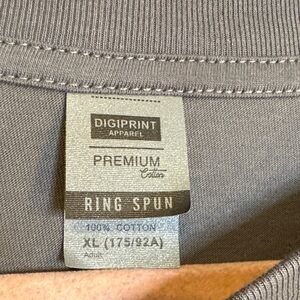 DIGIPRINT
APPAREL
PREMIUM
Cotton
RING SPUN
100% COTTON
XL (175/92A)
Adult